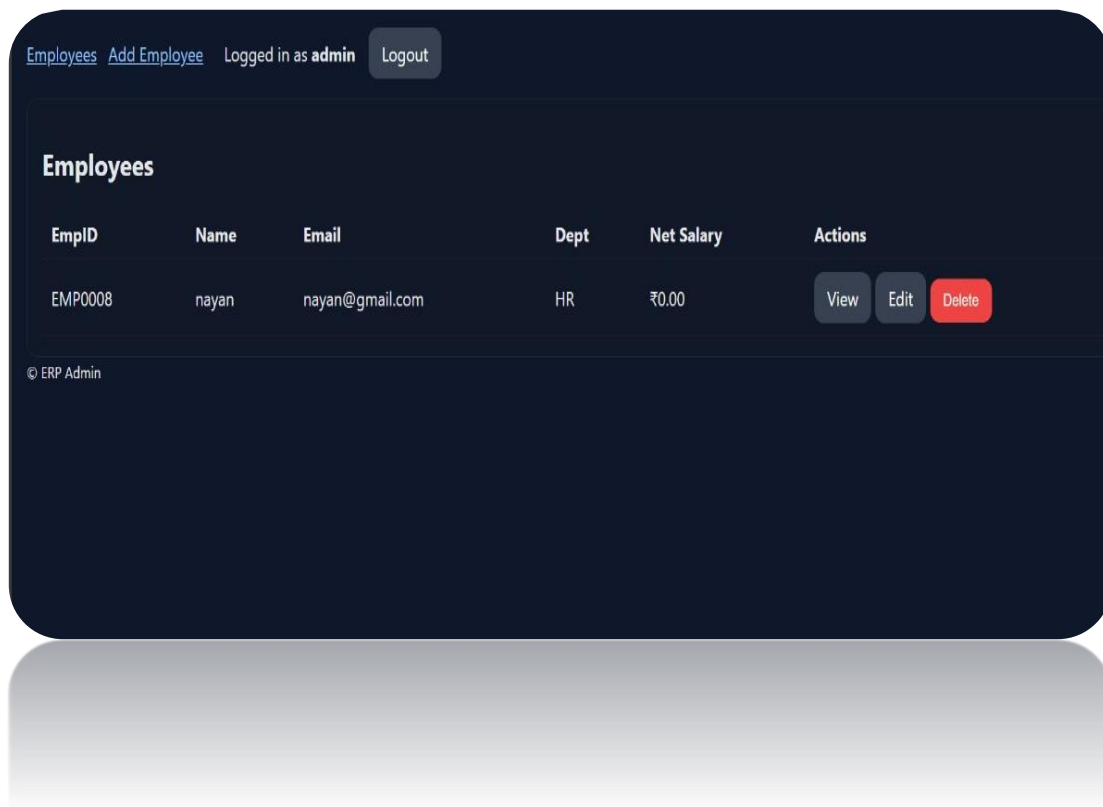 Employees Add Employee Logged in as admin Logout
Employees
EmpID Name Email Dept Net Salary Actions
EMP0008 nayan nayan@gmail.com HR ₹0.00 View Edit Delete
© ERP Admin